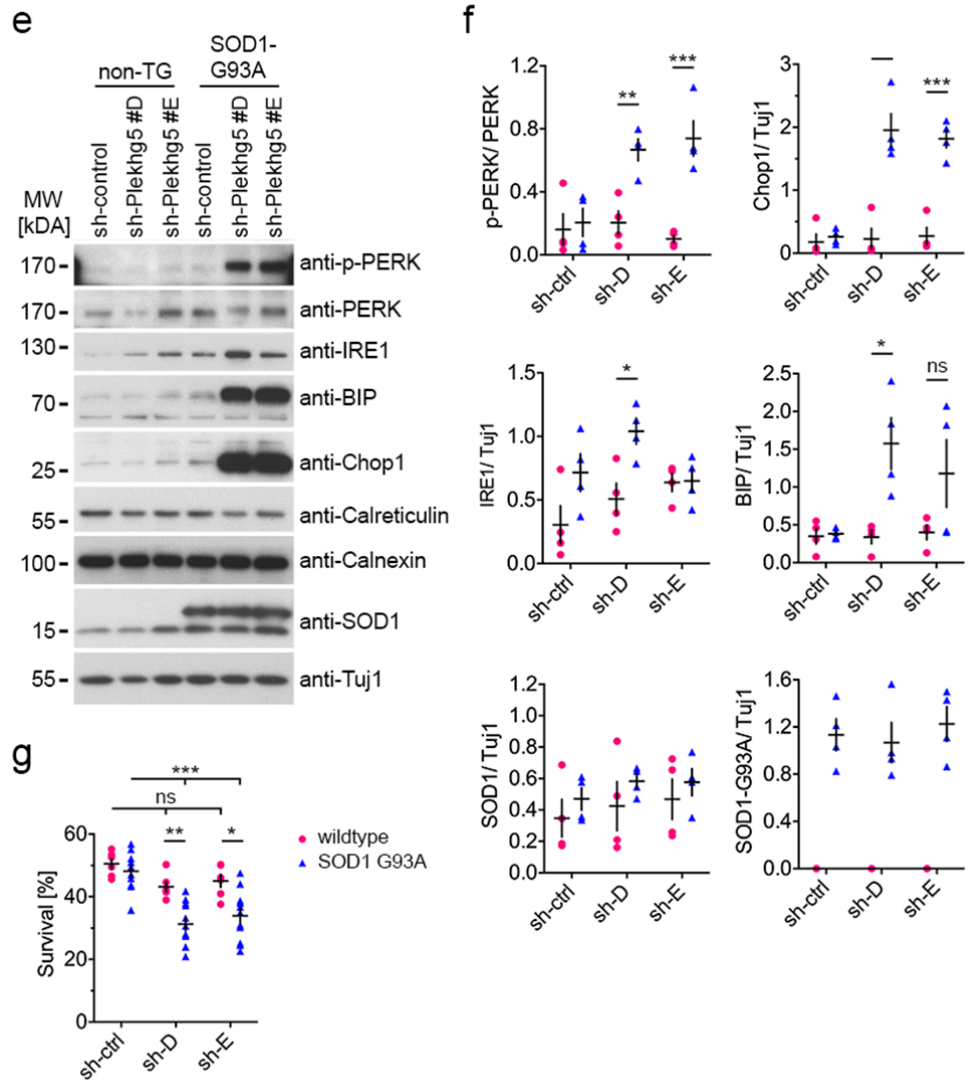 e
SOD1-
G93A
non-TG
sh-control
sh-Plekhg5 #D
sh-Plekhg5 #E
sh-control
sh-Plekhg5 #D
sh-Plekhg5 #E
MW
[kDA]
170 anti-p-PERK
170 anti-PERK
130 anti-IRE1
70 anti-BIP
25 anti-Chop1
55 anti-Calreticulin
100 anti-Calnexin
15 anti-SOD1
55 anti-Tuj1
f
p-PERK/ PERK
1.2
0.8
0.4
0.0
**
***
sh-ctrl
sh-D
sh-E
Chop1/ Tuj1
3
2
1
0
***
sh-ctrl
sh-D
sh-E
IRE1/ Tuj1
1.5
1.0
0.5
0.0
*
sh-ctrl
sh-D
sh-E
BIP/ Tuj1
2.5
2.0
1.5
1.0
0.5
0.0
*
ns
sh-ctrl
sh-D
sh-E
SOD1/ Tuj1
1.2
1.0
0.8
0.6
0.4
0.2
0.0
sh-ctrl
sh-D
sh-E
SOD1-G93A/ Tuj1
1.6
1.2
0.8
0.4
0.0
sh-ctrl
sh-D
sh-E
g
***
ns
**
*
Survival [%]
60
40
20
0
sh-ctrl
sh-D
sh-E
wildtype
SOD1 G93A